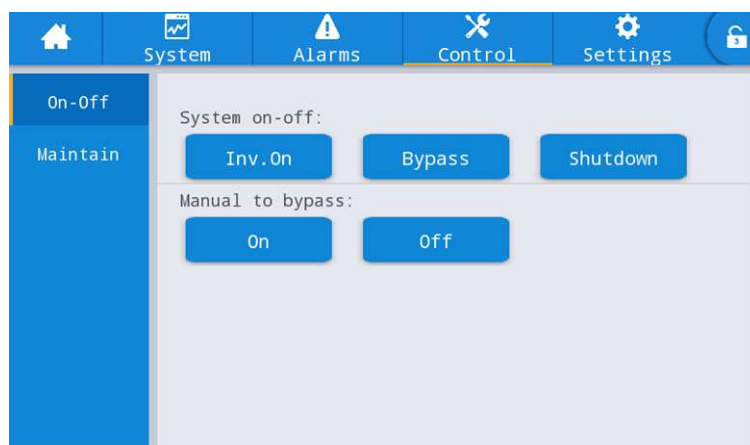 System Alarms Control Settings
On-Off
Maintain
System on-off:
Inv.On Bypass Shutdown
Manual to bypass:
On Off